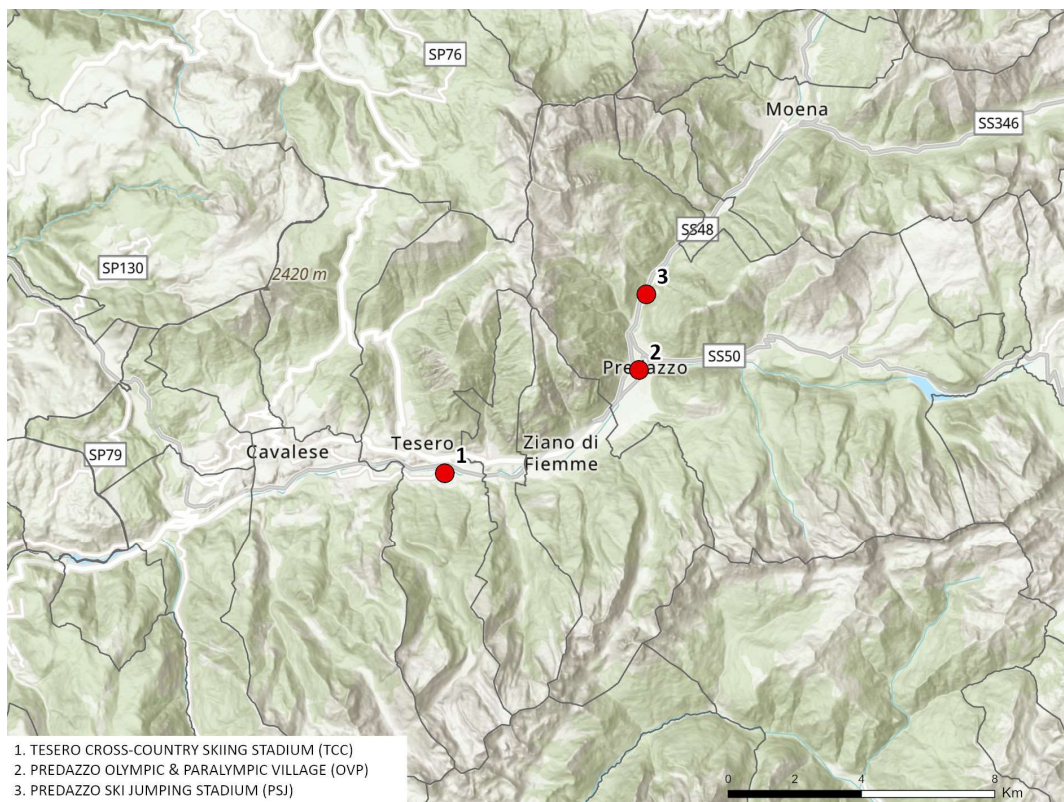 SP76
Moena
SS346
SS48
SP130
2420 m
3
2
SS50
Predazzo
Tesero
Ziano di
Fiemme
1
Cavalese
SP79
1. TESERO CROSS-COUNTRY SKIING STADIUM (TCC)
2. PREDAZZO OLYMPIC & PARALYMPIC VILLAGE (OVP)
3. PREDAZZO SKI JUMPING STADIUM (PSJ)
0 2 4 8
Km